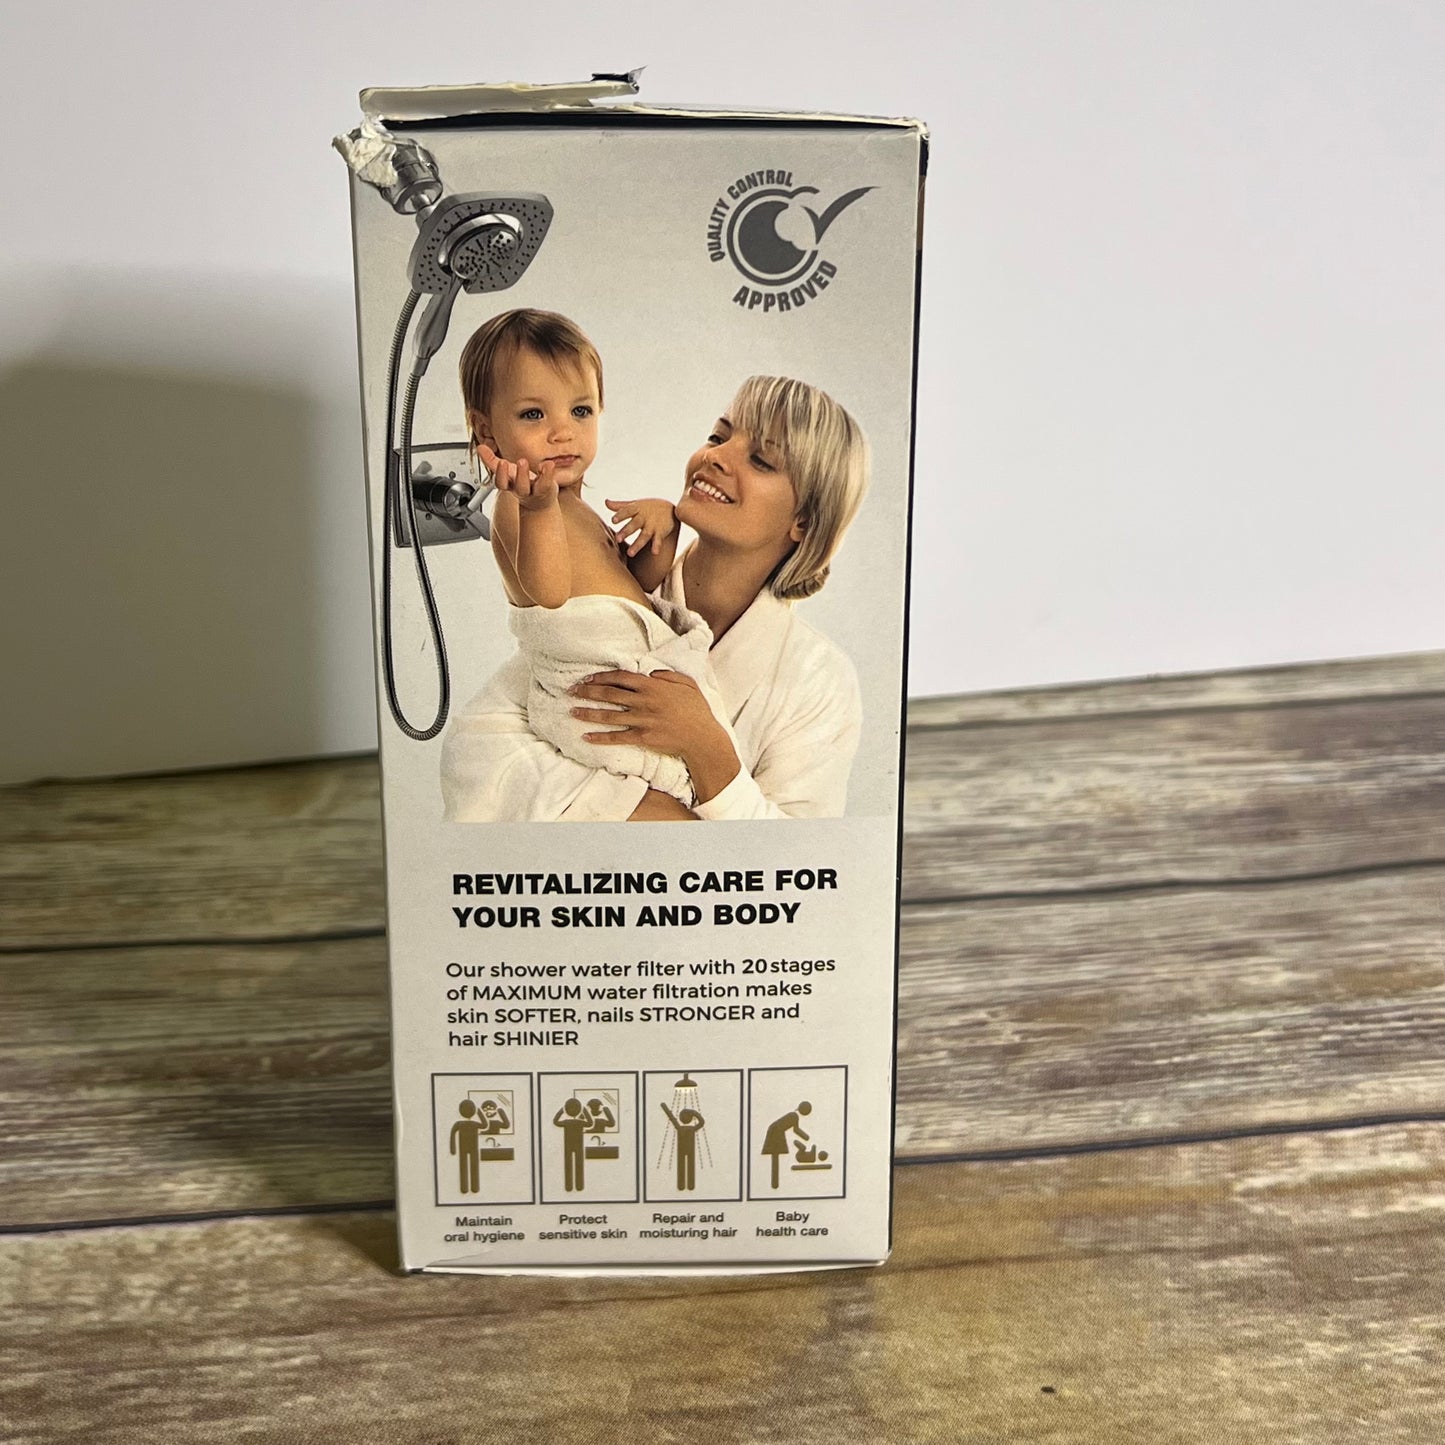 QUALITY CONTROL
APPROVED
REVITALIZING CARE FOR
YOUR SKIN AND BODY
Our shower water filter with 20 stages
of MAXIMUM water filtration makes
skin SOFTER, nails STRONGER and
hair SHINIER
Maintain
oral hygiene
Protect
sensitive skin
Repair and
moisturing hair
Baby
health care